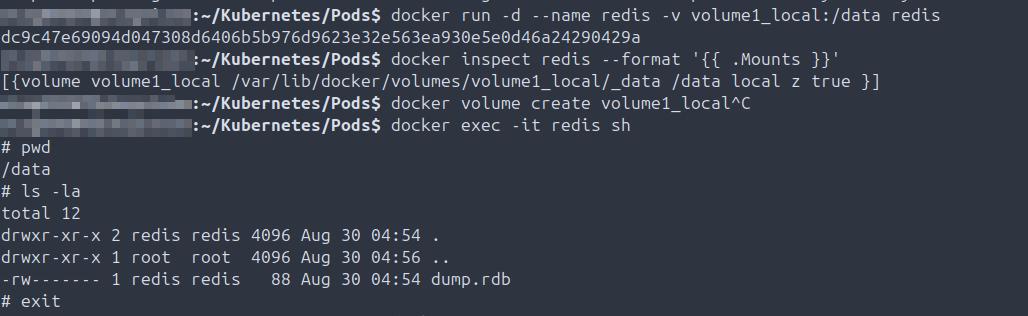 :~/Kubernetes/Pods$ docker run -d --name redis -v volume1_local:/data redis
dc9c47e69094d047308d6406b5b976d9623e32e563ea930e5e0d46a24290429a
:~/Kubernetes/Pods$ docker inspect redis --format '{{ .Mounts }}'
[{volume volume1_local /var/lib/docker/volumes/volume1_local/_data /data local z true }]
:~/Kubernetes/Pods$ docker volume create volume1_local^C
:~/Kubernetes/Pods$ docker exec -it redis sh
# pwd
/data
# ls -la
total 12
drwxr-xr-x 2 redis redis 4096 Aug 30 04:54 .
drwxr-xr-x 1 root  root  4096 Aug 30 04:56 ..
-rw------- 1 redis redis   88 Aug 30 04:54 dump.rdb
# exit